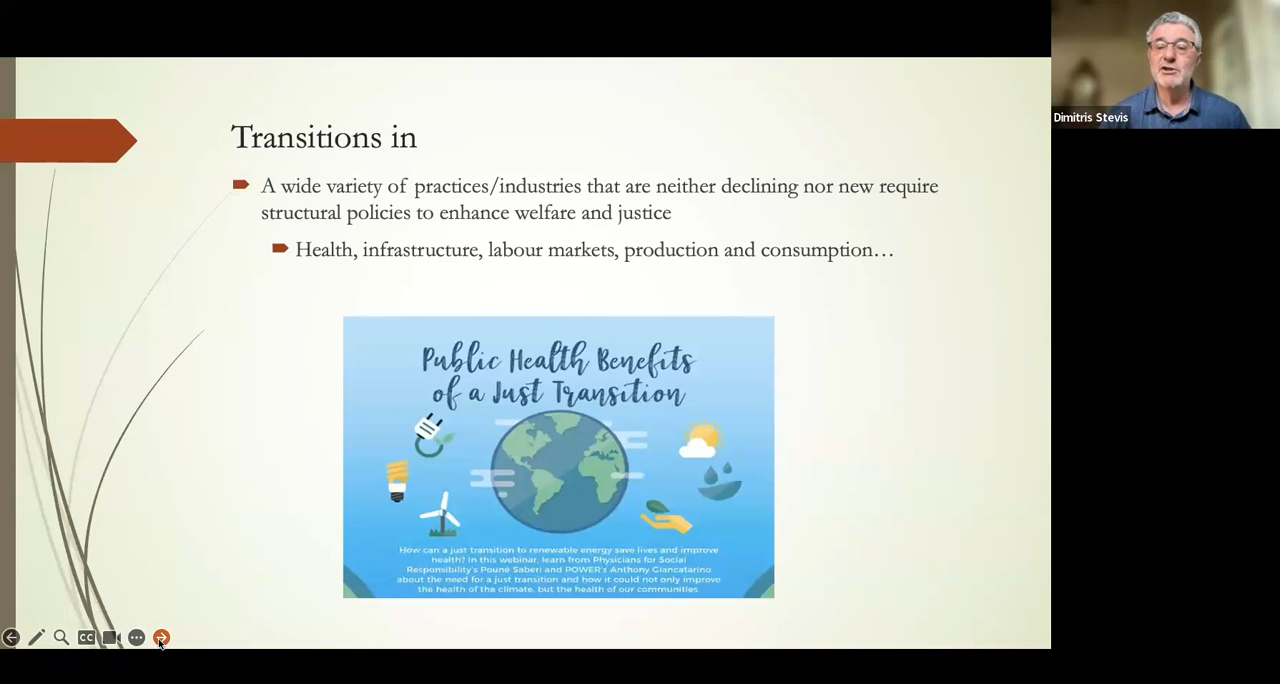 Transitions in
A wide variety of practices/industries that are neither declining nor new require
structural policies to enhance welfare and justice
Health, infrastructure, labour markets, production and consumption…
Public Health Benefits
of a Just Transition
How can a just transition to renewable energy save lives and improve
health? In this webinar, learn from Physicians for Social
Responsibility's Pouné Saberi and POWER's Anthony Giancatarino
about the need for a just transition and how it could not only improve
the health of the climate, but the health of our communities.
CC
Dimitris Stevis